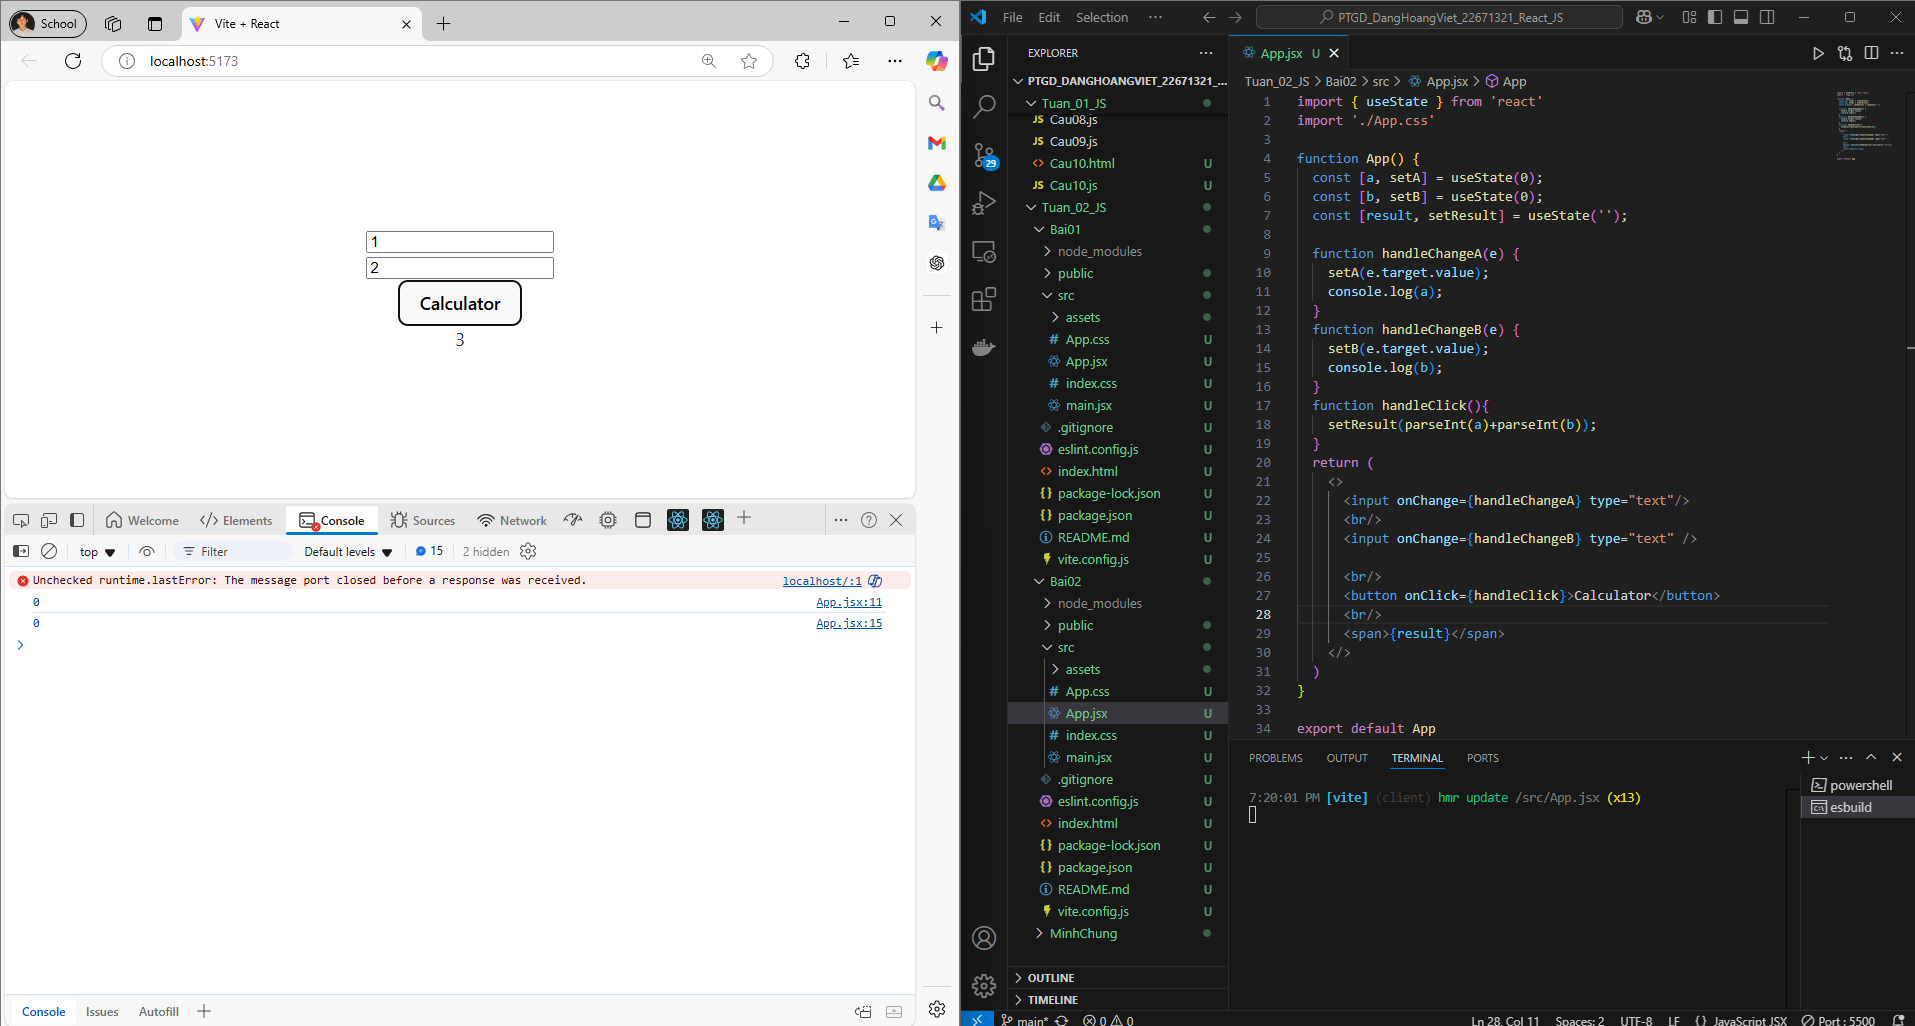 School
Vite + React
localhost:5173
1
2
Calculator
3
Welcome
Elements
Console
Sources
Network
top
Filter
Default levels
15
2 hidden
Unchecked runtime.lastError: The message port closed before a response was received.
localhost/:1
0
App.jsx:11
0
App.jsx:15
Console
Issues
Autofill
File
Edit
Selection
PTGD_DangHoangViet_22671321_React_JS
29
EXPLORER
PTGD_DANGHOANGVIET_22671321_...
Tuan_01_JS
JS Cau08.js
JS Cau09.js
Cau10.html U
JS Cau10.js U
Tuan_02_JS
Bai01
node_modules
public
src
assets
# App.css U
App.jsx U
# index.css U
main.jsx U
.gitignore U
eslint.config.js U
<> index.html U
{} package-lock.json U
{} package.json U
README.md U
vite.config.js U
Bai02
node_modules
public
src
assets
# App.css U
App.jsx U
# index.css U
main.jsx U
.gitignore U
eslint.config.js U
<> index.html U
{} package-lock.json U
{} package.json U
README.md U
vite.config.js U
MinhChung
OUTLINE
TIMELINE
App.jsx U
Tuan_02_JS > Bai02 > src > App.jsx > App
1 import { useState } from 'react'
2 import './App.css'
3
4 function App() {
5 const [a, setA] = useState(0);
6 const [b, setB] = useState(0);
7 const [result, setResult] = useState('');
8
9 function handleChangeA(e) {
10 setA(e.target.value);
11 console.log(a);
12 }
13 function handleChangeB(e) {
14 setB(e.target.value);
15 console.log(b);
16 }
17 function handleClick(){
18 setResult(parseInt(a)+parseInt(b));
19 }
20 return (
21 <>
22 <input onChange={handleChangeA} type="text"/>
23 <br/>
24 <input onChange={handleChangeB} type="text" />
25
26 <br/>
27 <button onClick={handleClick}>Calculator</button>
28 <br/>
29 <span>{result}</span>
30 </>
31 )
32 }
33
34 export default App
PROBLEMS
OUTPUT
TERMINAL
PORTS
7:20:01 PM [vite] (client) hmr update /src/App.jsx (x13)
powershell
esbuild
main*
0
0
Ln 28, Col 11
Spaces: 2
UTF-8
LF
{} JavaScript JSX
Port : 5500